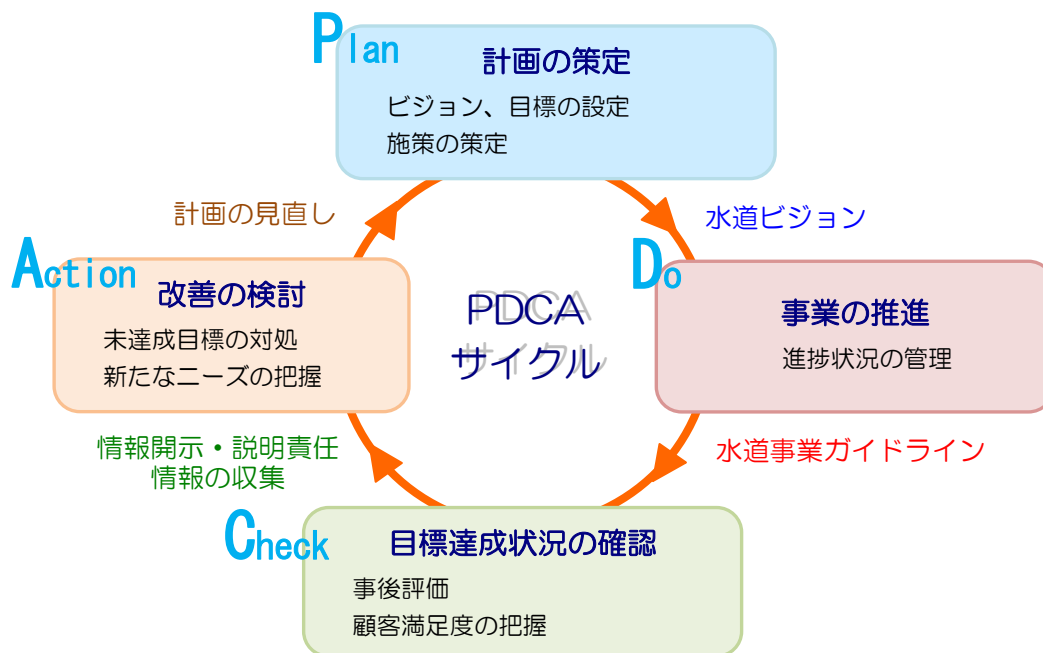 Plan
計画の策定
ビジョン、目標の設定
施策の策定
計画の見直し
水道ビジョン
Action
改善の検討
未達成目標の対処
新たなニーズの把握
PDCA
サイクル
Do
事業の推進
進捗状況の管理
情報開示・説明責任
情報の収集
水道事業ガイドライン
Check
目標達成状況の確認
事後評価
顧客満足度の把握